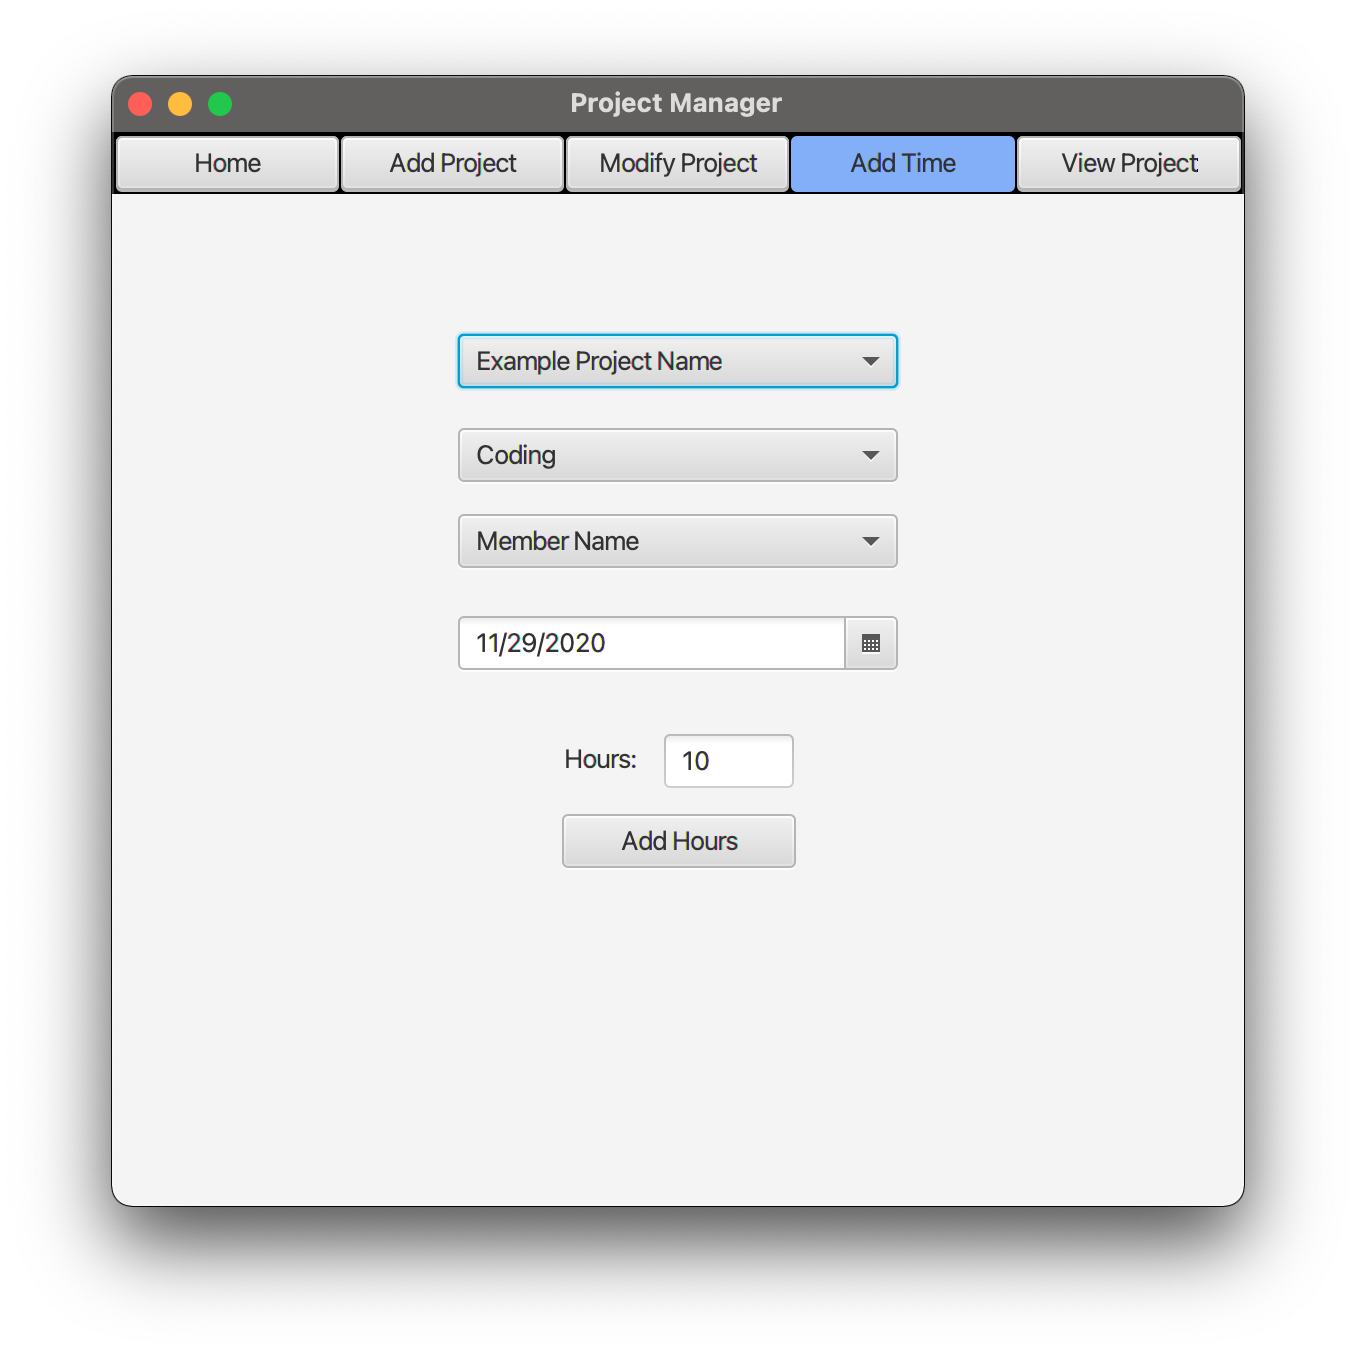 Project Manager
Home Add Project Modify Project Add Time View Project
Example Project Name
Coding
Member Name
11/29/2020
Hours: 10
Add Hours